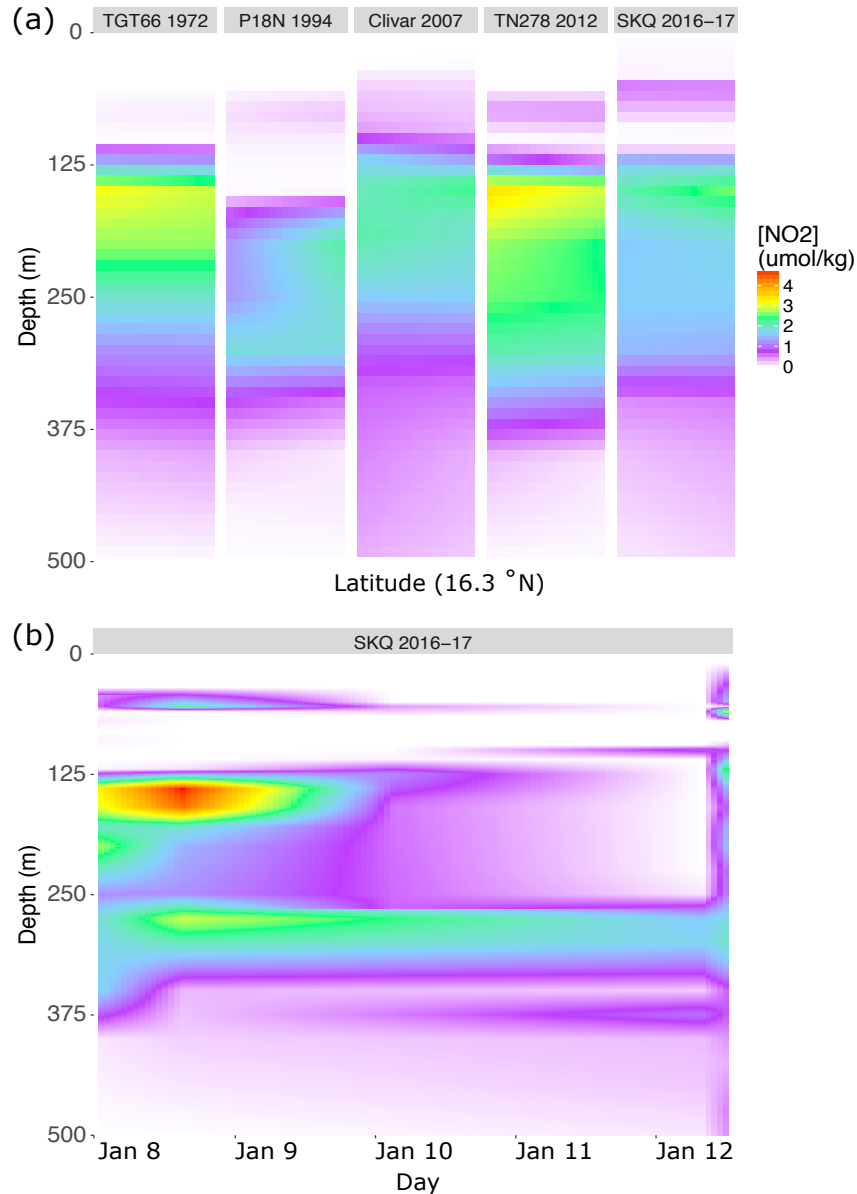 (a)
TGT66 1972 P18N 1994 Clivar 2007 TN278 2012 SKQ 2016–17
0
125
250
375
500
Depth (m)
Latitude (16.3 °N)
[NO2]
(umol/kg)
4
3
2
1
0
(b)
SKQ 2016–17
0
125
250
375
500
Depth (m)
Jan 8 Jan 9 Jan 10 Jan 11 Jan 12
Day